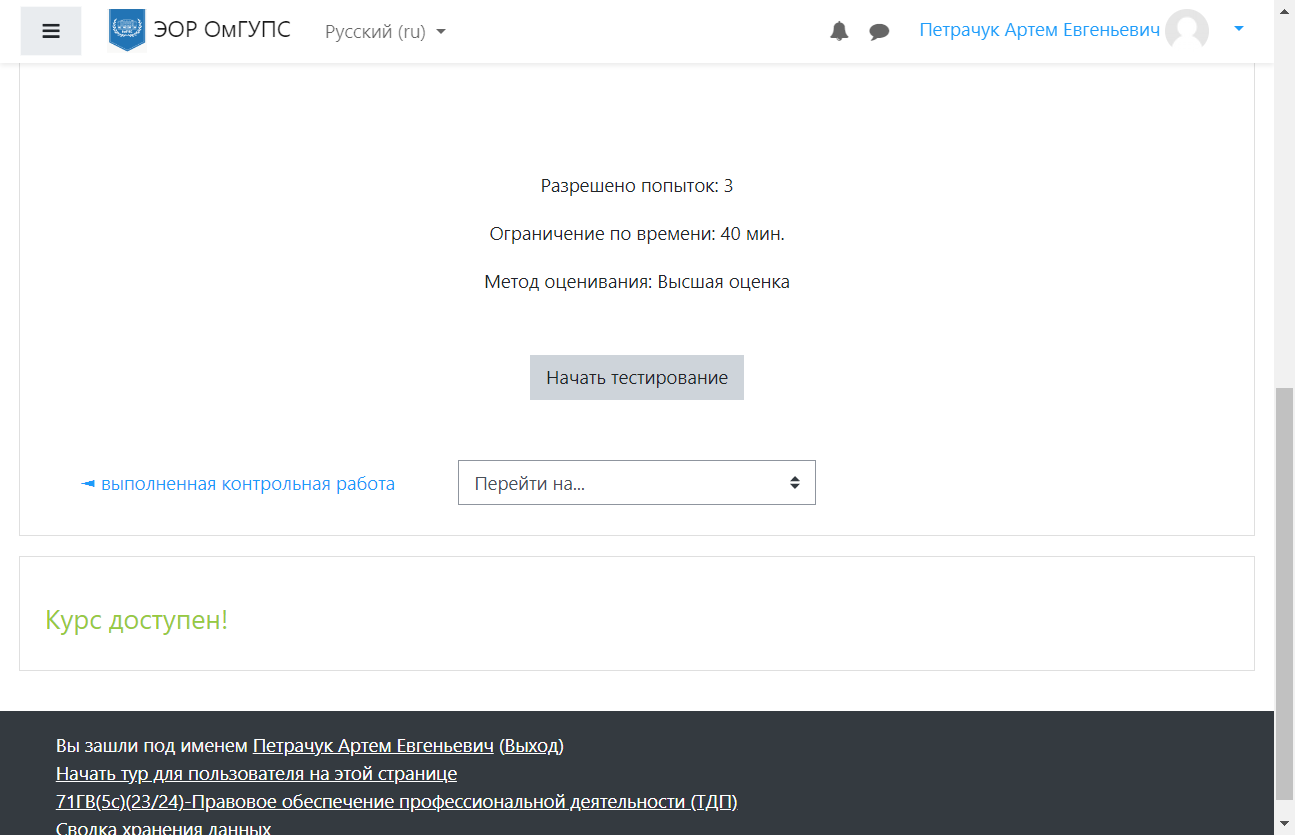 ЭОР ОмГУПС Русский (ru) Петрачук Артем Евгеньевич
Разрешено попыток: 3
Ограничение по времени: 40 мин.
Метод оценивания: Высшая оценка
Начать тестирование
◄ выполненная контрольная работа Перейти на...
Курс доступен!
Вы зашли под именем Петрачук Артем Евгеньевич (Выход)
Начать тур для пользователя на этой странице
71ГВ(5с)(23/24)-Правовое обеспечение профессиональной деятельности (ТДП)
Сводка хранения данных